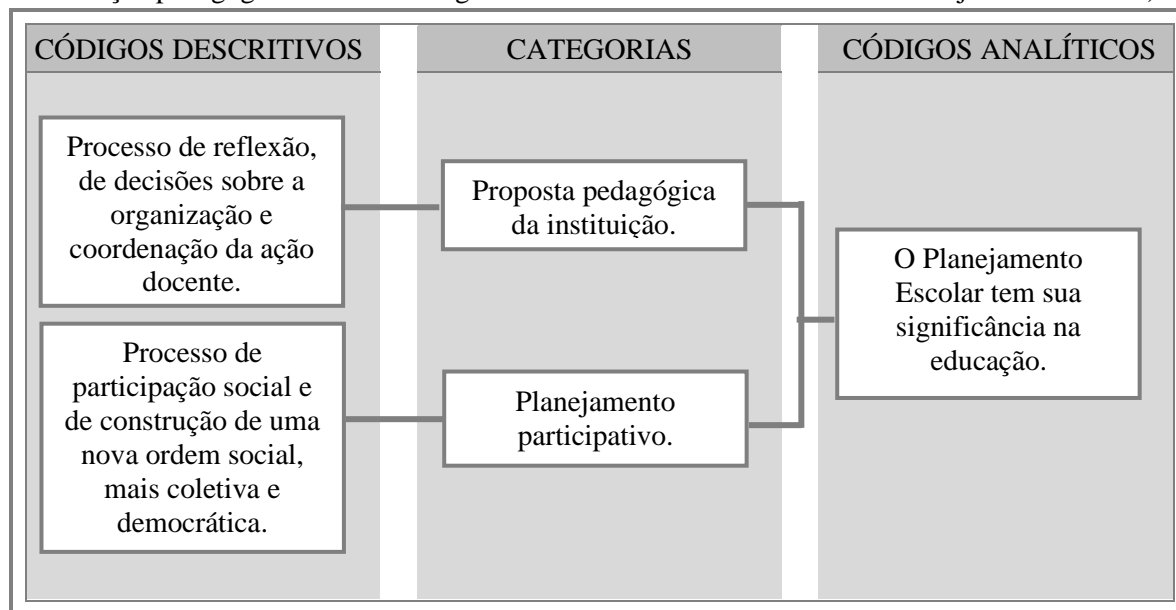 CÓDIGOS DESCRITIVOS
CATEGORIAS
CÓDIGOS ANALÍTICOS
Processo de reflexão,
de decisões sobre a
organização e
coordenação da ação
docente.
Proposta pedagógica
da instituição.
O Planejamento
Escolar tem sua
significância na
educação.
Processo de
participação social e
de construção de uma
nova ordem social,
mais coletiva e
democrática.
Planejamento
participativo.